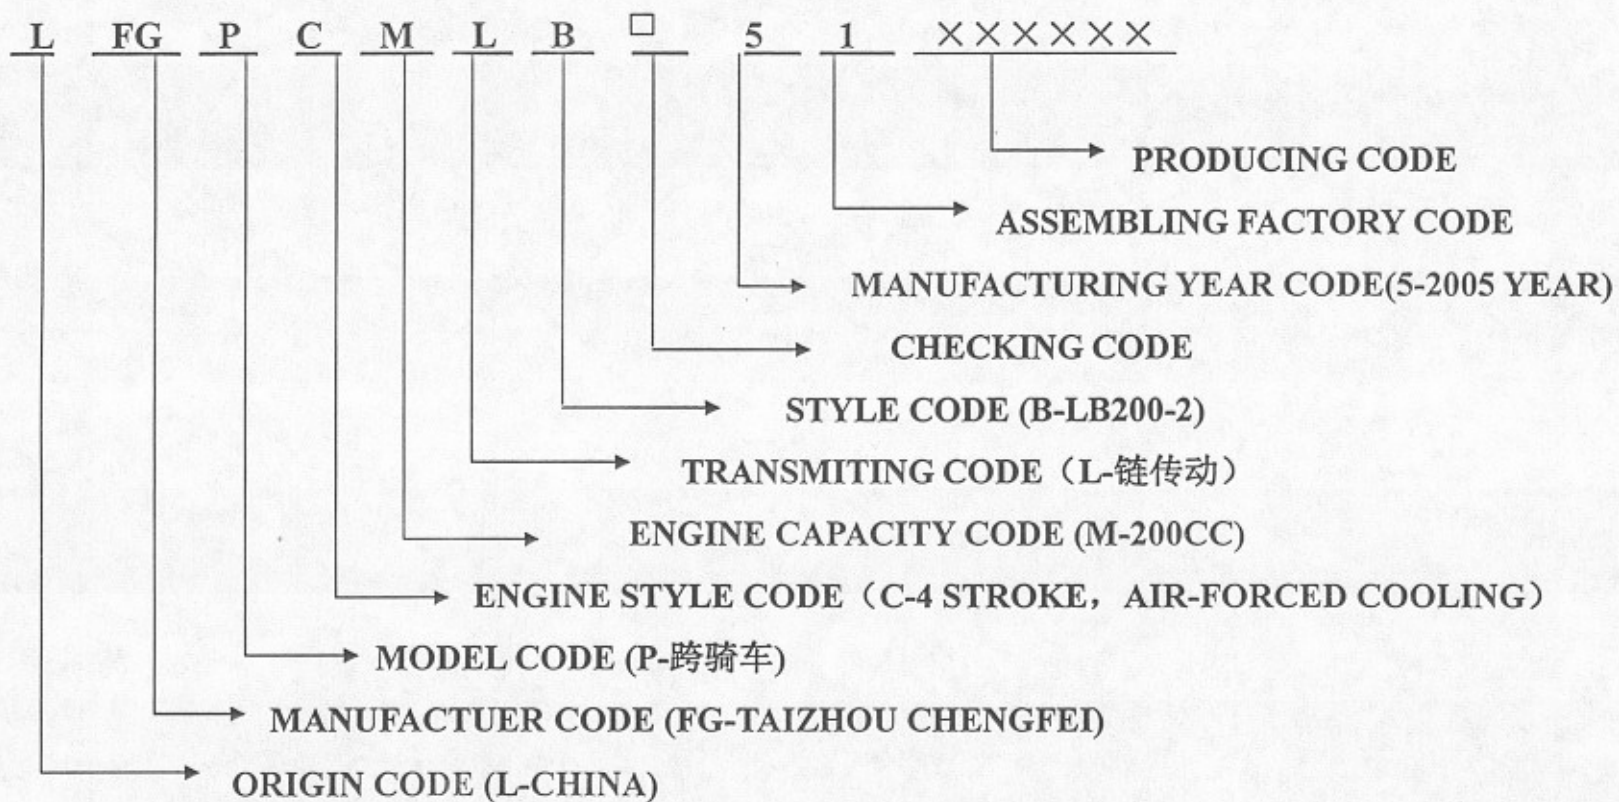 L FG P C M L B □ 5 1 ××××××
PRODUCING CODE
ASSEMBLING FACTORY CODE
MANUFACTURING YEAR CODE(5-2005 YEAR)
CHECKING CODE
STYLE CODE (B-LB200-2)
TRANSMITING CODE（L-链传动）
ENGINE CAPACITY CODE (M-200CC)
ENGINE STYLE CODE（C-4 STROKE，AIR-FORCED COOLING）
MODEL CODE (P-跨骑车)
MANUFACTUER CODE (FG-TAIZHOU CHENGFEI)
ORIGIN CODE (L-CHINA)